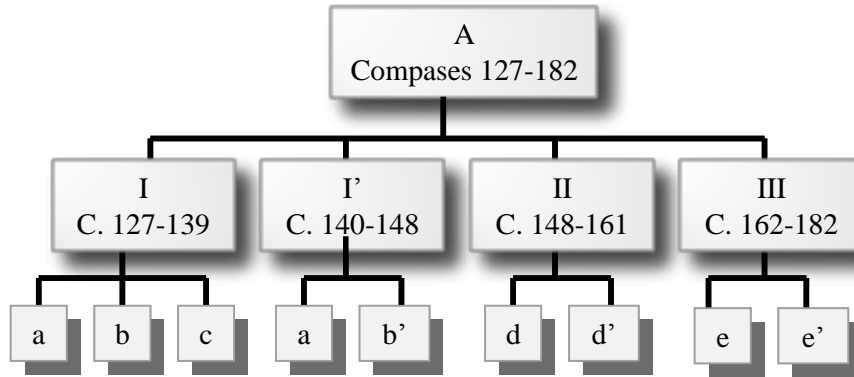 A
Compases 127-182
I
C. 127-139
I’
C. 140-148
II
C. 148-161
III
C. 162-182
a
b
c
a
b’
d
d’
e
e’